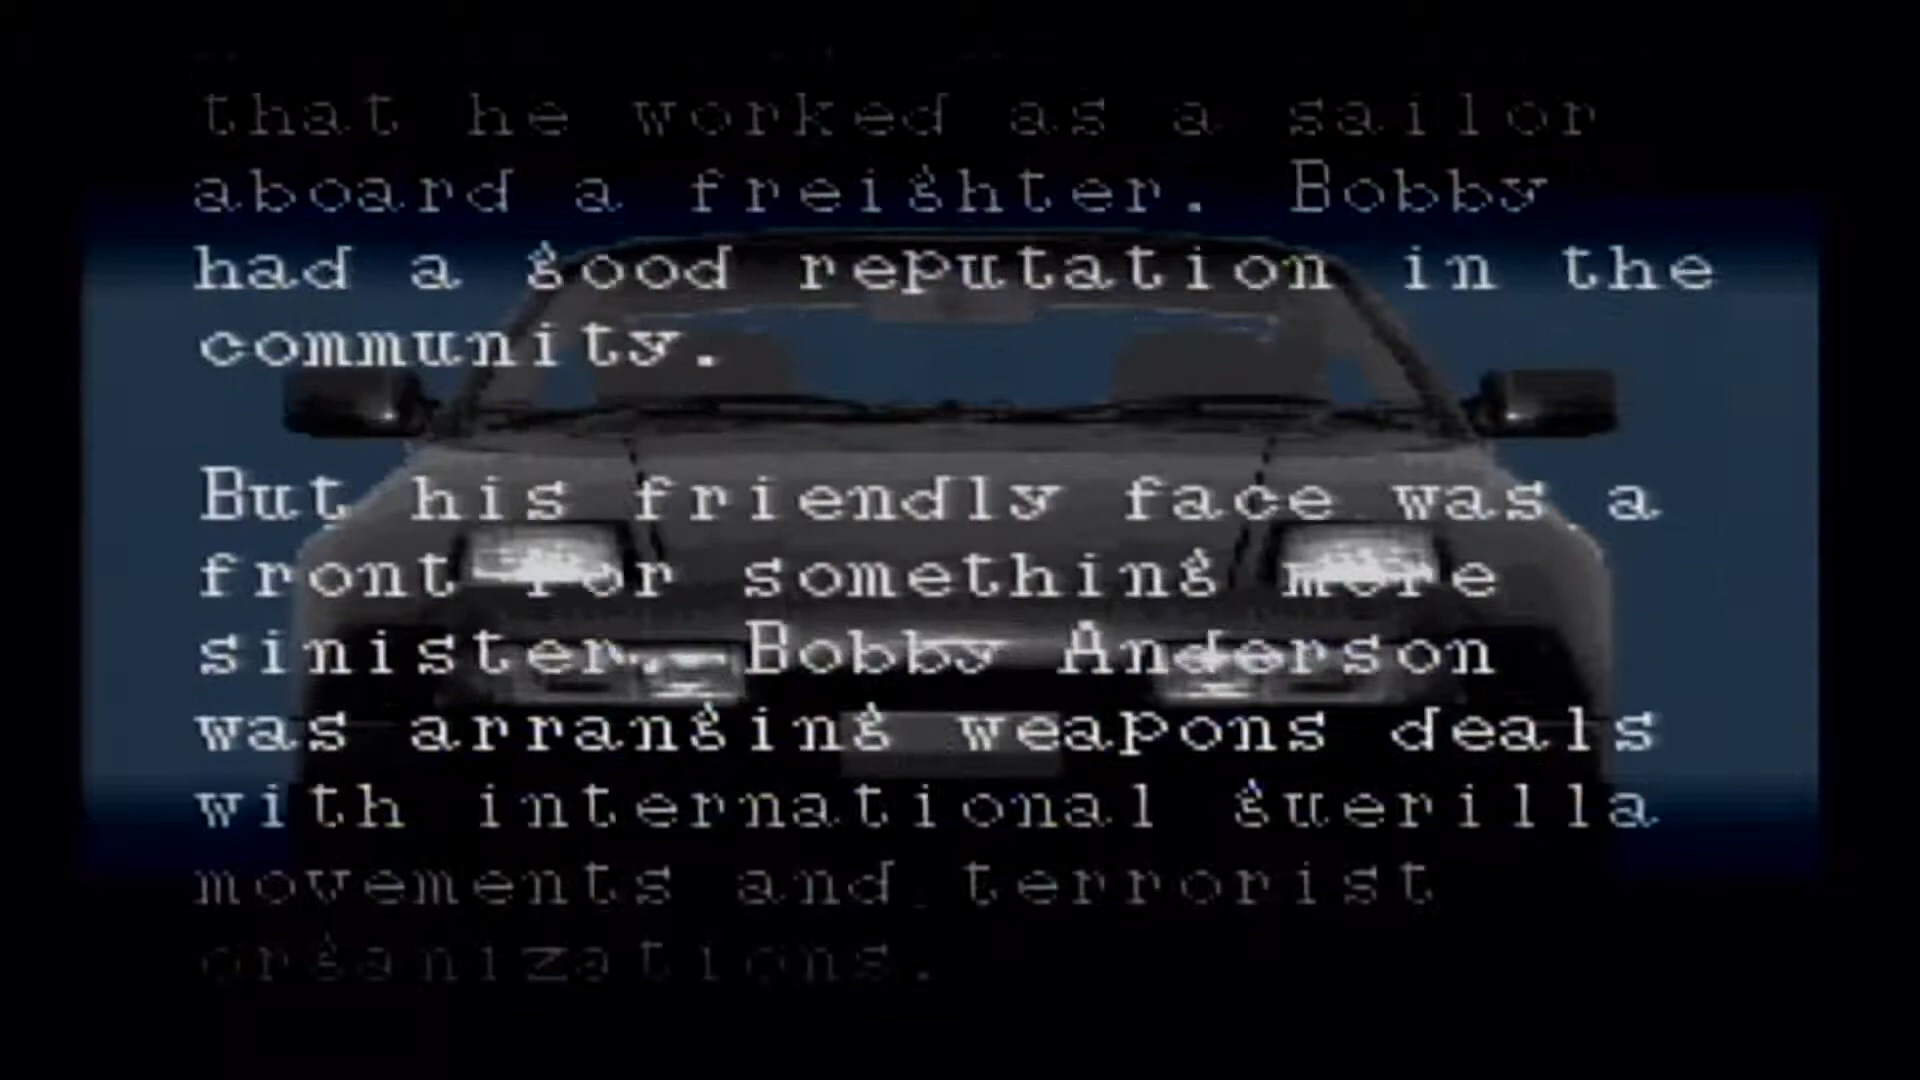 that he worked as a sailor
aboard a freighter. Bobby
had a good reputation in the
community.
But his friendly face was a
front for something more
sinister. Bobby Anderson
was arranging weapons deals
with international guerilla
movements and terrorist
organizations.